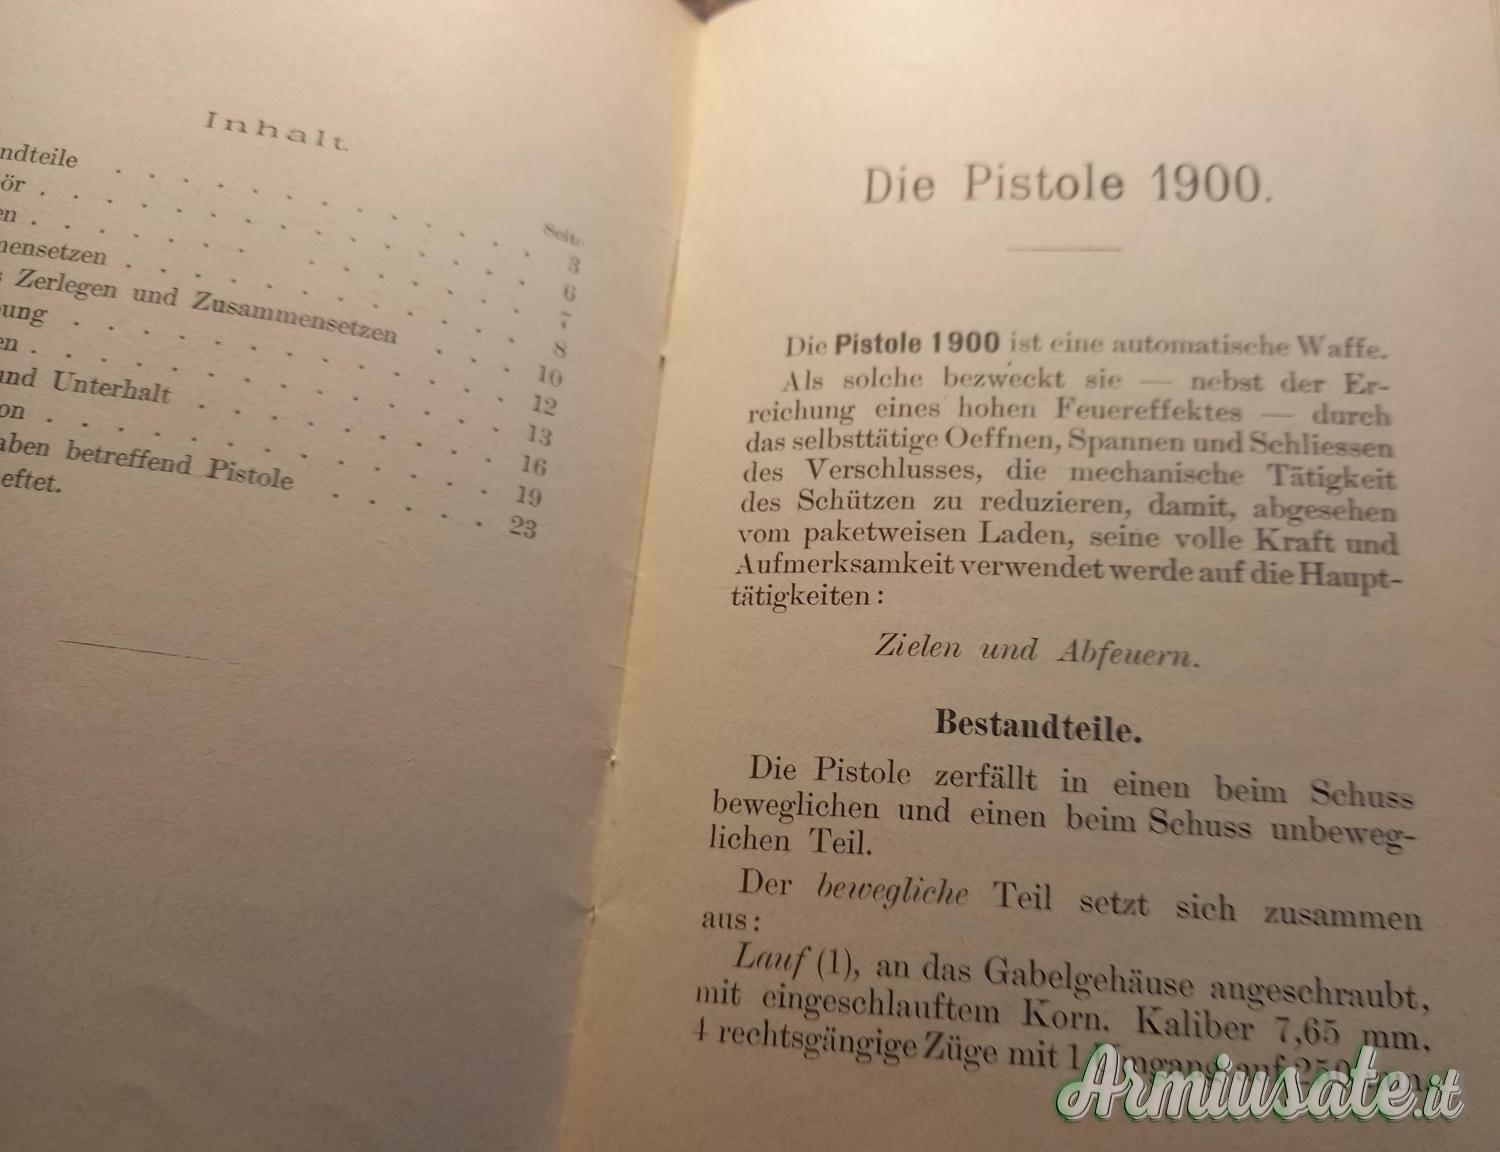 Inhalt.
Seite
ndteile . . . . . . . . . . . 3
ör . . . . . . . . . . . . 6
en . . . . . . . . . . . . 7
mensetzen . . . . . . . . . . 8
s Zerlegen und Zusammensetzen . . . 10
bung . . . . . . . . . . . 12
en . . . . . . . . . . . . 13
und Unterhalt . . . . . . . . . 16
on . . . . . . . . . . . . 19
aben betreffend Pistole . . . . . 23
eftet.
Die Pistole 1900.
Die Pistole 1900 ist eine automatische Waffe.
Als solche bezweckt sie — nebst der Er-
reichung eines hohen Feuereffektes — durch
das selbsttätige Oeffnen, Spannen und Schliessen
des Verschlusses, die mechanische Tätigkeit
des Schützen zu reduzieren, damit, abgesehen
vom paketweisen Laden, seine volle Kraft und
Aufmerksamkeit verwendet werde auf die Haupt-
tätigkeiten:
Zielen und Abfeuern.
Bestandteile.
Die Pistole zerfällt in einen beim Schuss
beweglichen und einen beim Schuss unbeweg-
lichen Teil.
Der bewegliche Teil setzt sich zusammen
aus:
Lauf (1), an das Gabelgehäuse angeschraubt,
mit eingeschlauftem Korn. Kaliber 7,65 mm.
4 rechtsgängige Züge mit 1 Umgang auf 250 mm.
Armiusate.it